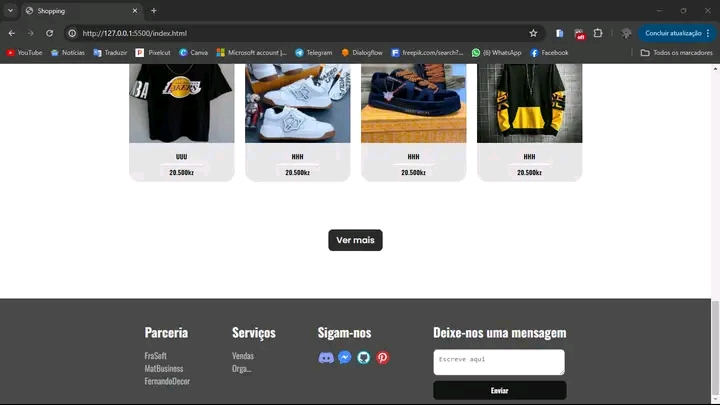 Shopping
http://127.0.0.1:5500/index.html
Concluir atualização
YouTube
Notícias
Traduzir
Pixelcut
Canva
Microsoft account |...
Telegram
Dialogflow
freepik.com/search?...
(6) WhatsApp
Facebook
Todos os marcadores
LAKERS
UUU
HHH
HHH
HHH
20.500kz
20.500kz
20.500kz
20.500kz
Ver mais
Parceria
Serviços
Sigam-nos
Deixe-nos uma mensagem
FraSoft
MatBusiness
FernandoDecor
Vendas
Orga...
Escreve aqui
Enviar